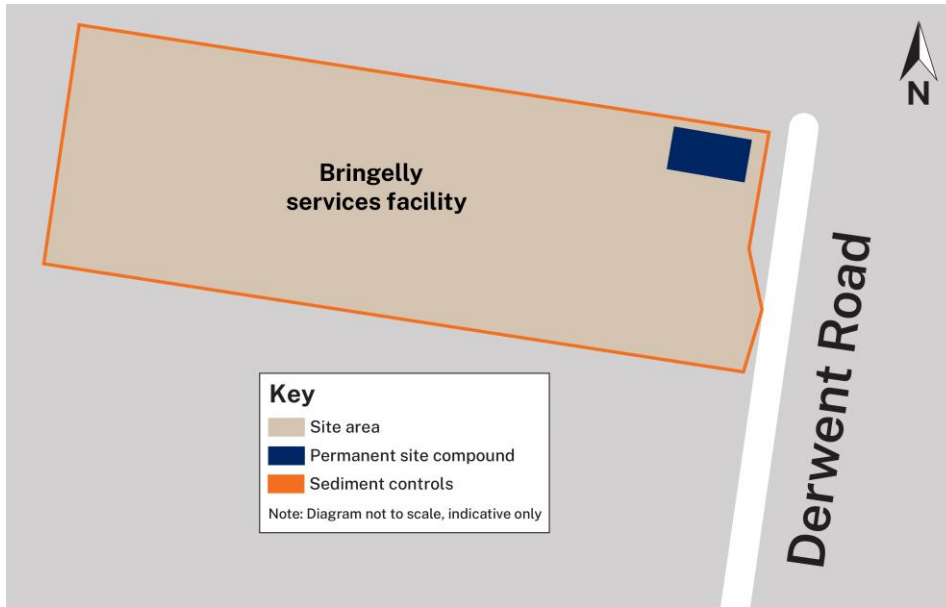 N
Bringelly
services facility
Derwent Road
Key
Site area
Permanent site compound
Sediment controls
Note: Diagram not to scale, indicative only